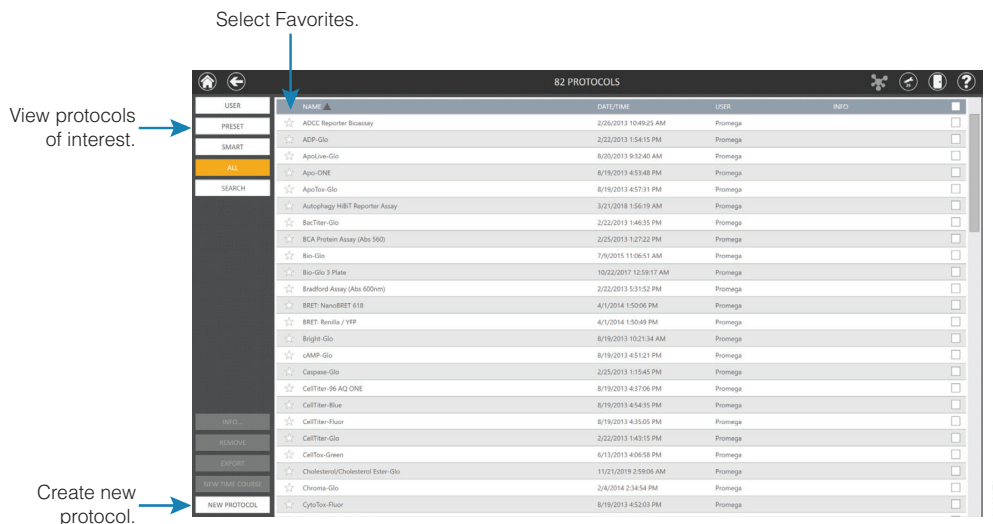 Select Favorites.
82 PROTOCOLS
View protocols
of interest.
USER
PRESET
SMART
ALL
SEARCH
NAME DATE/TIME USER INFO
ADCC Reporter Bioassay 2/26/2013 10:49:25 AM Promega
ADP-Glo 2/22/2013 1:54:15 PM Promega
ApoLive-Glo 8/20/2013 9:32:40 AM Promega
Apo-ONE 8/19/2013 4:53:48 PM Promega
ApoTox-Glo 8/19/2013 4:57:31 PM Promega
Autophagy HiBiT Reporter Assay 3/21/2018 1:56:19 AM Promega
BacTiter-Glo 2/22/2013 1:46:35 PM Promega
BCA Protein Assay (Abs 560) 2/25/2013 1:27:22 PM Promega
Bio-Glo 7/9/2015 11:06:51 AM Promega
Bio-Glo 3 Plate 10/22/2017 12:59:17 AM Promega
Bradford Assay (Abs 600nm) 2/22/2013 5:31:52 PM Promega
BRET: NanoBRET 618 4/1/2014 1:50:06 PM Promega
BRET: Renilla / YFP 4/1/2014 1:50:49 PM Promega
Bright-Glo 8/19/2013 10:21:34 AM Promega
cAMP-Glo 8/19/2013 4:51:21 PM Promega
Caspase-Glo 2/25/2013 1:15:45 PM Promega
CellTiter-96 AQ ONE 8/19/2013 4:37:06 PM Promega
CellTiter-Blue 8/19/2013 4:54:35 PM Promega
CellTiter-Fluor 8/19/2013 4:35:05 PM Promega
CellTiter-Glo 2/22/2013 1:43:15 PM Promega
CellTox-Green 6/13/2013 4:06:58 PM Promega
Cholesterol/Cholesterol Ester-Glo 11/21/2019 2:59:06 AM Promega
Chroma-Glo 2/4/2014 2:34:54 PM Promega
CytoTox-Fluor 8/19/2013 4:52:03 PM Promega
INFO...
REMOVE
EXPORT
NEW TIME COURSE
NEW PROTOCOL
Create new
protocol.